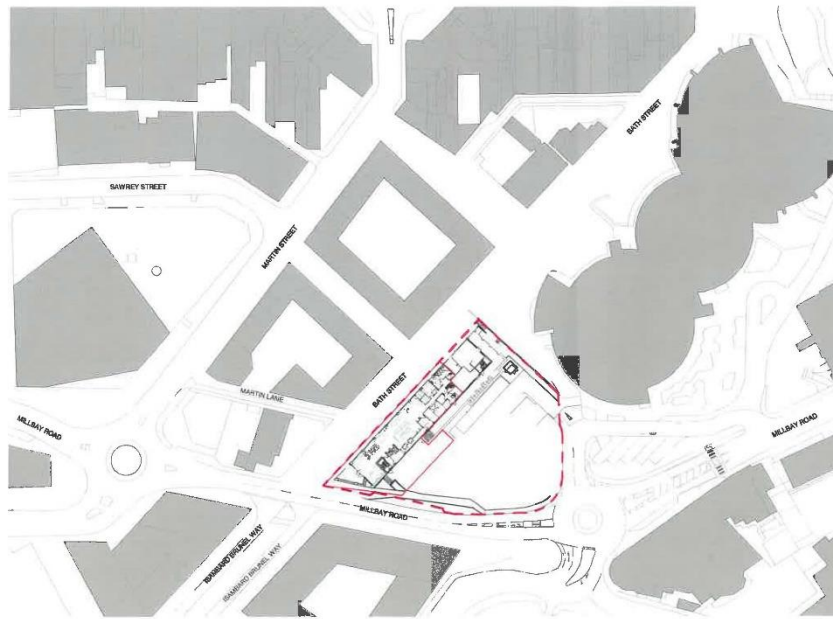 BATH STREET
SAWREY STREET
MARTIN STREET
BATH STREET
MARTIN LANE
MILLBAY ROAD
MILLBAY ROAD
MILLBAY ROAD
ISAMBARD BRUNEL WAY
ISAMBARD BRUNEL WAY